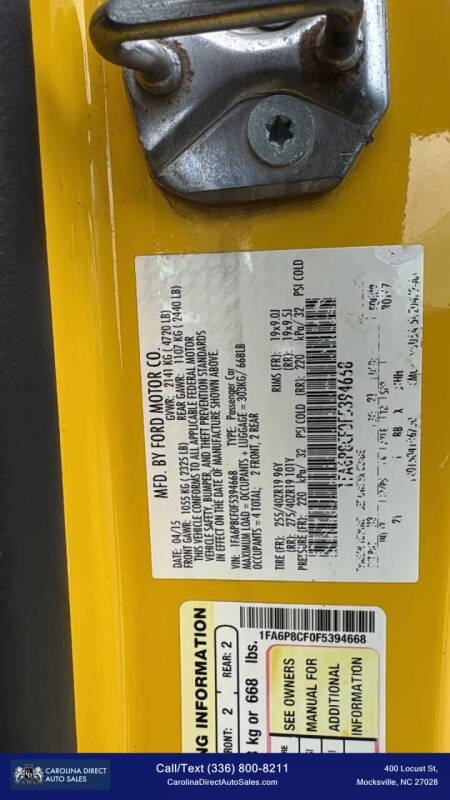 MFD. BY FORD MOTOR CO.
DATE: 04/15
GVWR: 2141 KG ( 4720 LB)
FRONT GAWR: 1055 KG ( 2325 LB)
REAR GAWR: 1107 KG ( 2440 LB)
THIS VEHICLE CONFORMS TO ALL APPLICABLE FEDERAL MOTOR
VEHICLE SAFETY, BUMPER, AND THEFT PREVENTION STANDARDS
IN EFFECT ON THE DATE OF MANUFACTURE SHOWN ABOVE.
VIN: 1FA6P8CF0F5394668
TYPE: Passenger Car
MAXIMUM LOAD = OCCUPANTS + LUGGAGE = 303KG/ 668LB
OCCUPANTS = 4 TOTAL: 2 FRONT, 2 REAR
TIRE (FR): 255/40ZR19 96Y RIMS (FR): 19x9.0J
(RR): 275/40ZR19 101Y (RR): 19x9.5J
PRESSURE (FR): 220 kPa/ 32 PSI COLD (RR): 220 kPa/ 32 PSI COLD
RB X
NG INFORMATION
FRONT: 2 REAR: 2
kg or 668 lbs.
1FA6P8CF0F5394668
SEE OWNERS
MANUAL FOR
ADDITIONAL
INFORMATION
CAROLINA DIRECT
AUTO SALES
Call/Text (336) 800-8211
CarolinaDirectAutoSales.com
400 Locust St,
Mocksville, NC 27028